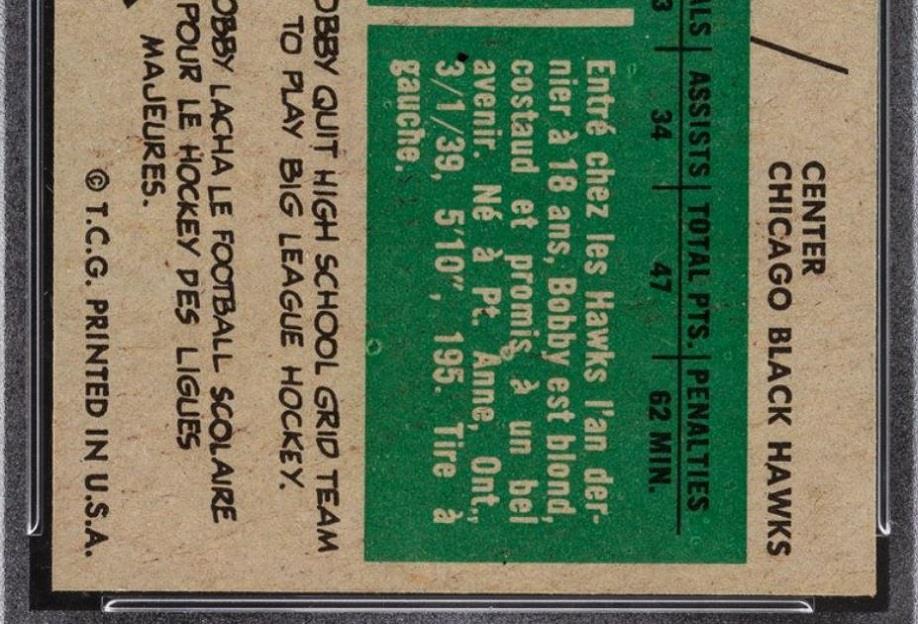 CENTER
CHICAGO BLACK HAWKS
ALS | ASSISTS | TOTAL PTS. | PENALTIES
3 34 47 62 MIN.
Entré chez les Hawks l'an der-
nier à 18 ans, Bobby est blond,
costaud et promis à un bel
avenir. Né à Pt. Anne, Ont.,
3/1/39, 5'10", 195. Tire à
gauche.
OBBY QUIT HIGH SCHOOL GRID TEAM
TO PLAY BIG LEAGUE HOCKEY.
OBBY LACHA LE FOOTBALL SCOLAIRE
POUR LE HOCKEY DES LIGUES
MAJEURES.
© T.C.G. PRINTED IN U.S.A.